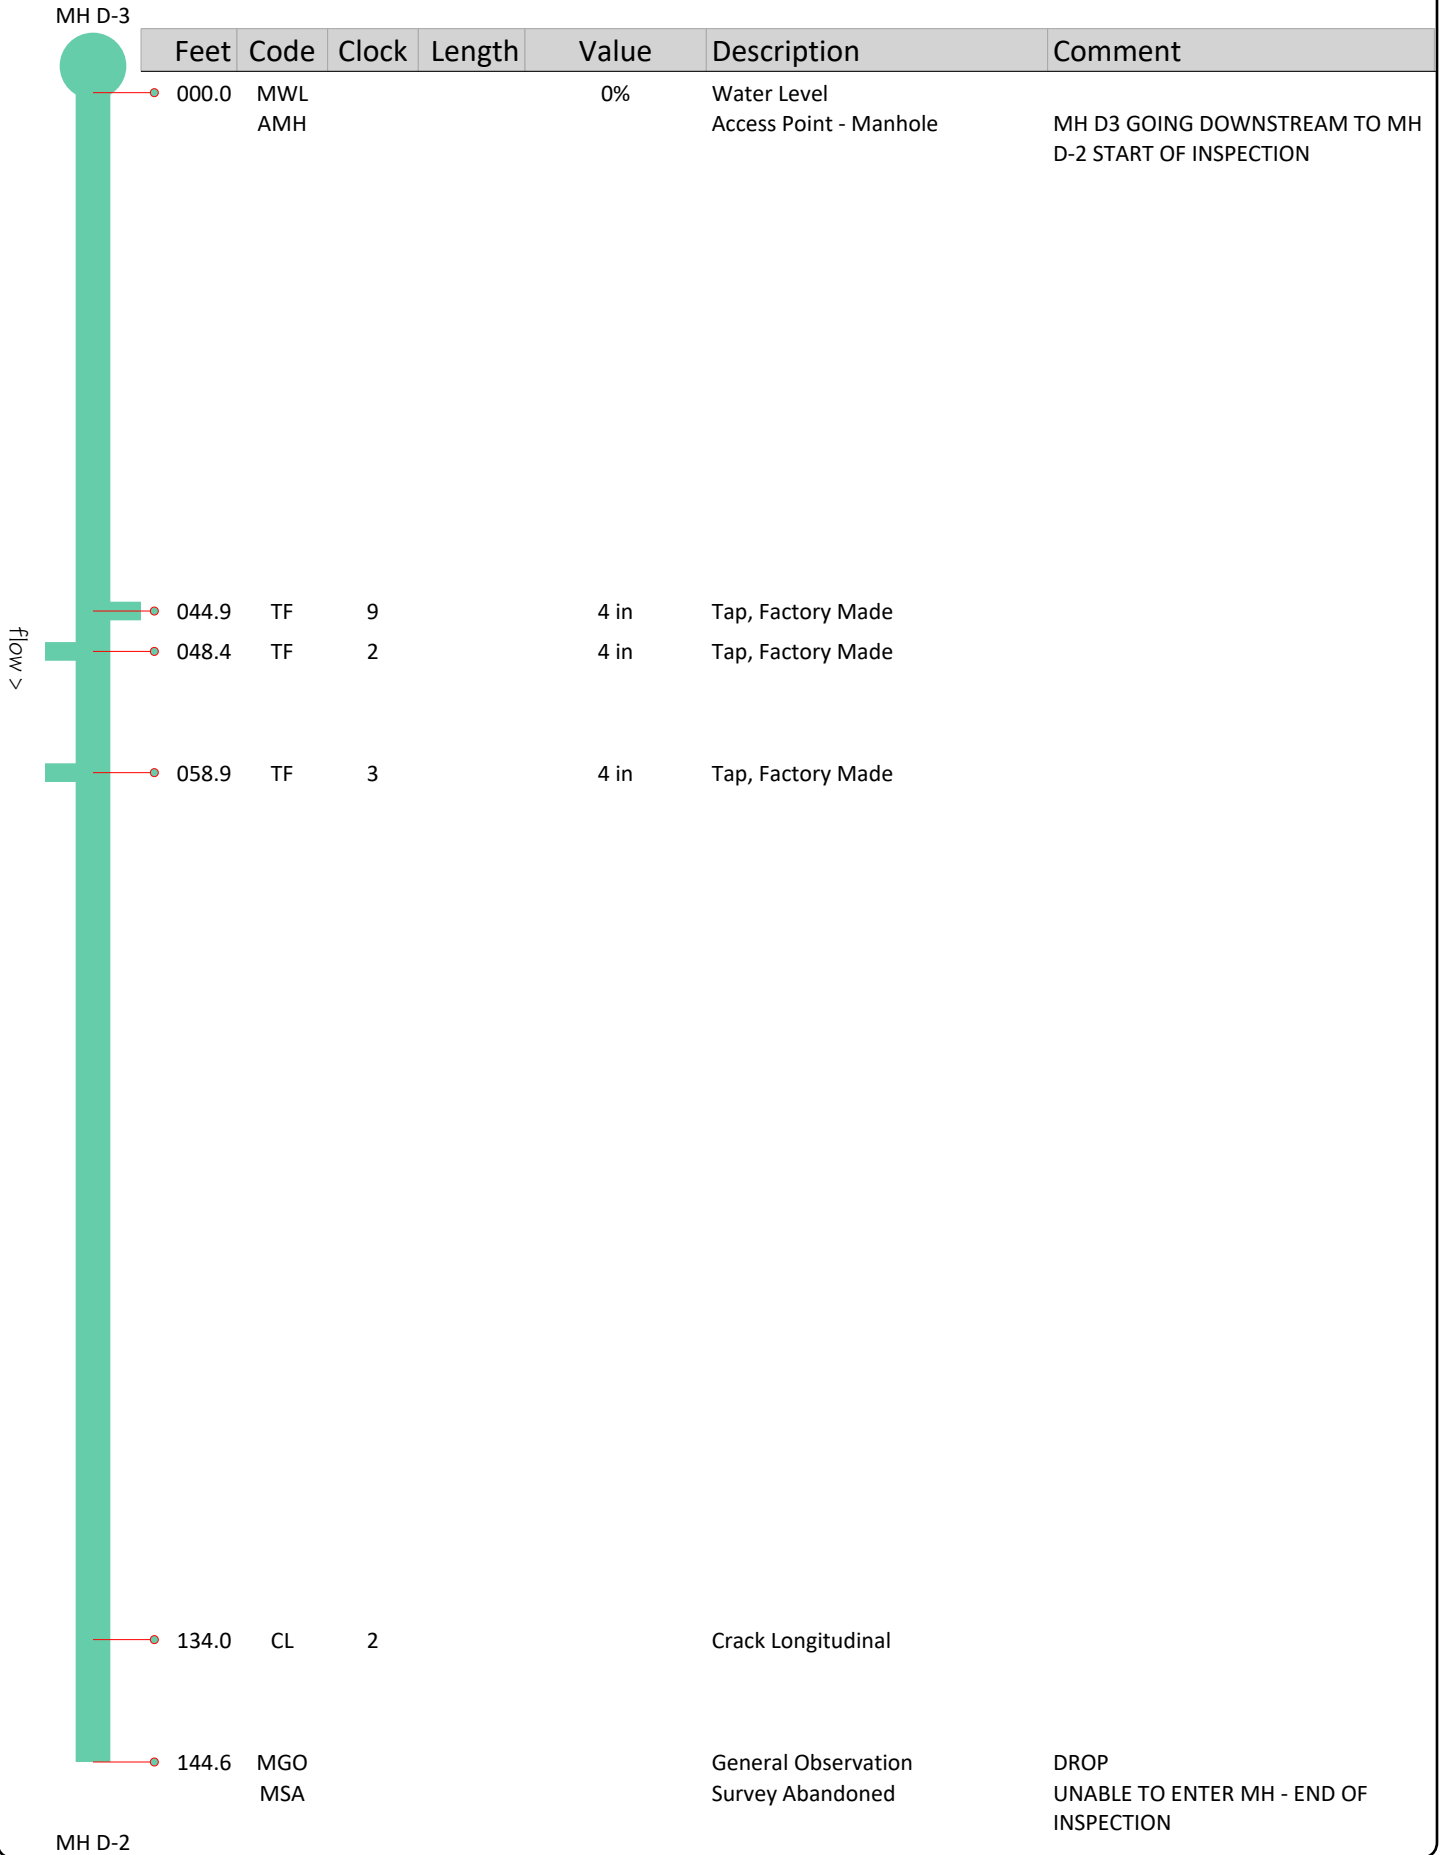 MH D-3
Feet Code Clock Length Value Description Comment
000.0 MWL 0% Water Level
AMH Access Point - Manhole MH D3 GOING DOWNSTREAM TO MH
D-2 START OF INSPECTION
044.9 TF 9 4 in Tap, Factory Made
flow >
048.4 TF 2 4 in Tap, Factory Made
058.9 TF 3 4 in Tap, Factory Made
134.0 CL 2 Crack Longitudinal
144.6 MGO General Observation DROP
MSA Survey Abandoned UNABLE TO ENTER MH - END OF
INSPECTION
MH D-2